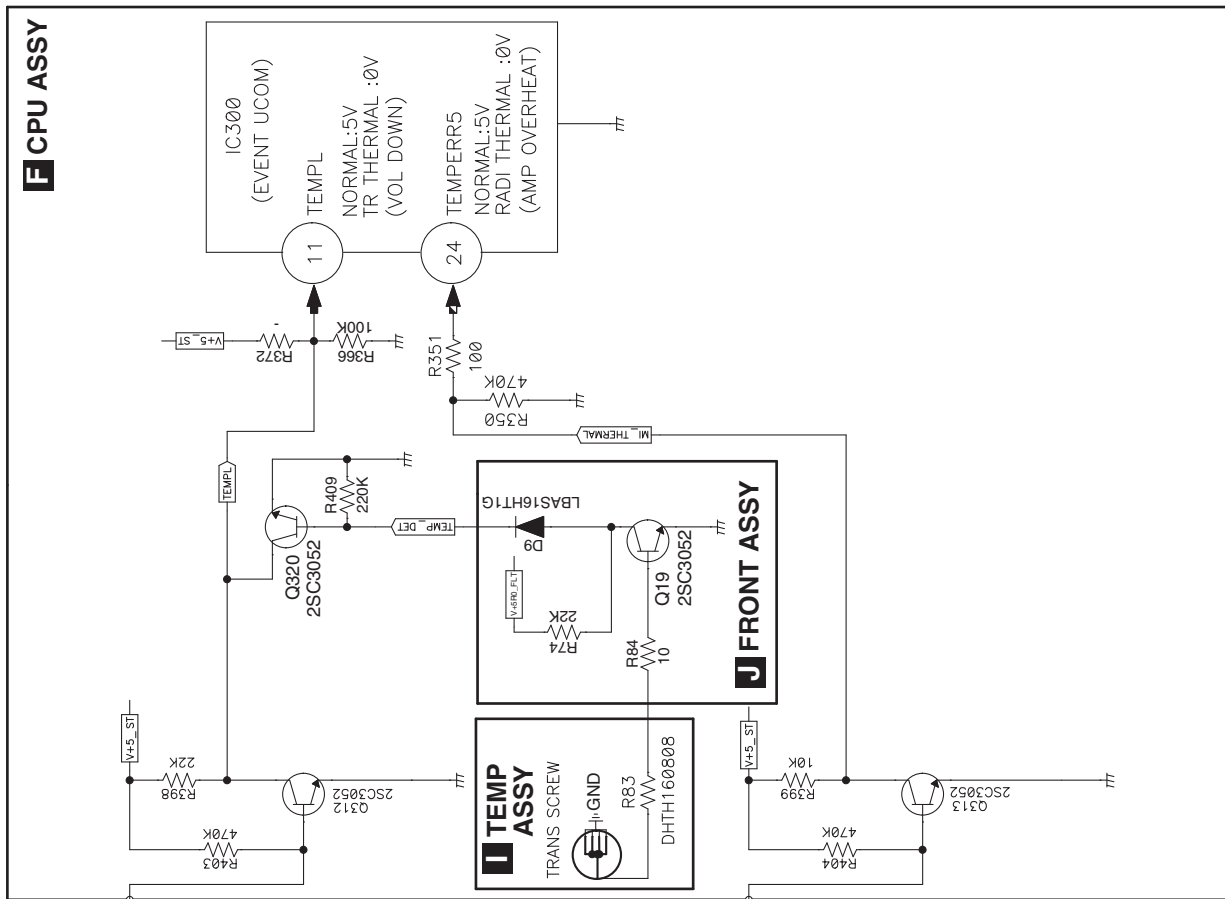 F CPU ASSY
IC300
(EVENT UCOM)
11
TEMPL
NORMAL:5V
TR THERMAL :0V
(VOL DOWN)
24
TEMPERR5
NORMAL:5V
RADI THERMAL :0V
(AMP OVERHEAT)
V+5_ST
R372
-
R366
100K
R351
100
R350
470K
MI_THERMAL
TEMPL
Q320
2SC3052
R409
220K
TEMP_DET
LBAS16HT1G
D9
V+5R0_FLT
R74
22K
Q19
2SC3052
R84
10
J FRONT ASSY
V+5_ST
R398
22K
Q312
2SC3052
R403
470K
I TEMP
ASSY
TRANS SCREW
GND
R83
DHTH160808
V+5_ST
R399
10K
Q313
2SC3052
R404
470K